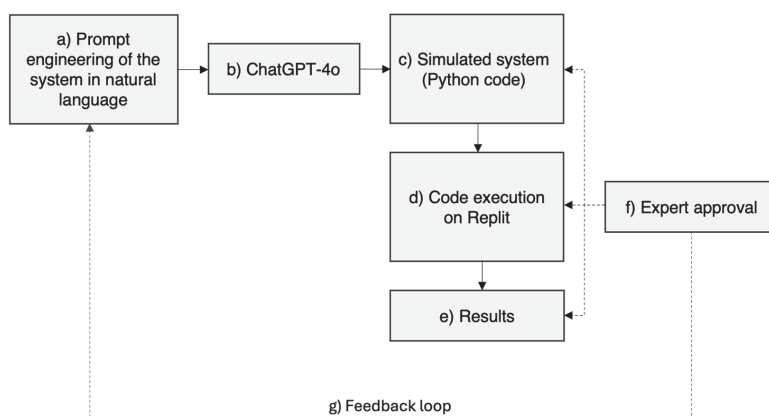 a) Prompt
engineering of the
system in natural
language
b) ChatGPT-4o
c) Simulated system
(Python code)
d) Code execution
on Replit
f) Expert approval
e) Results
g) Feedback loop